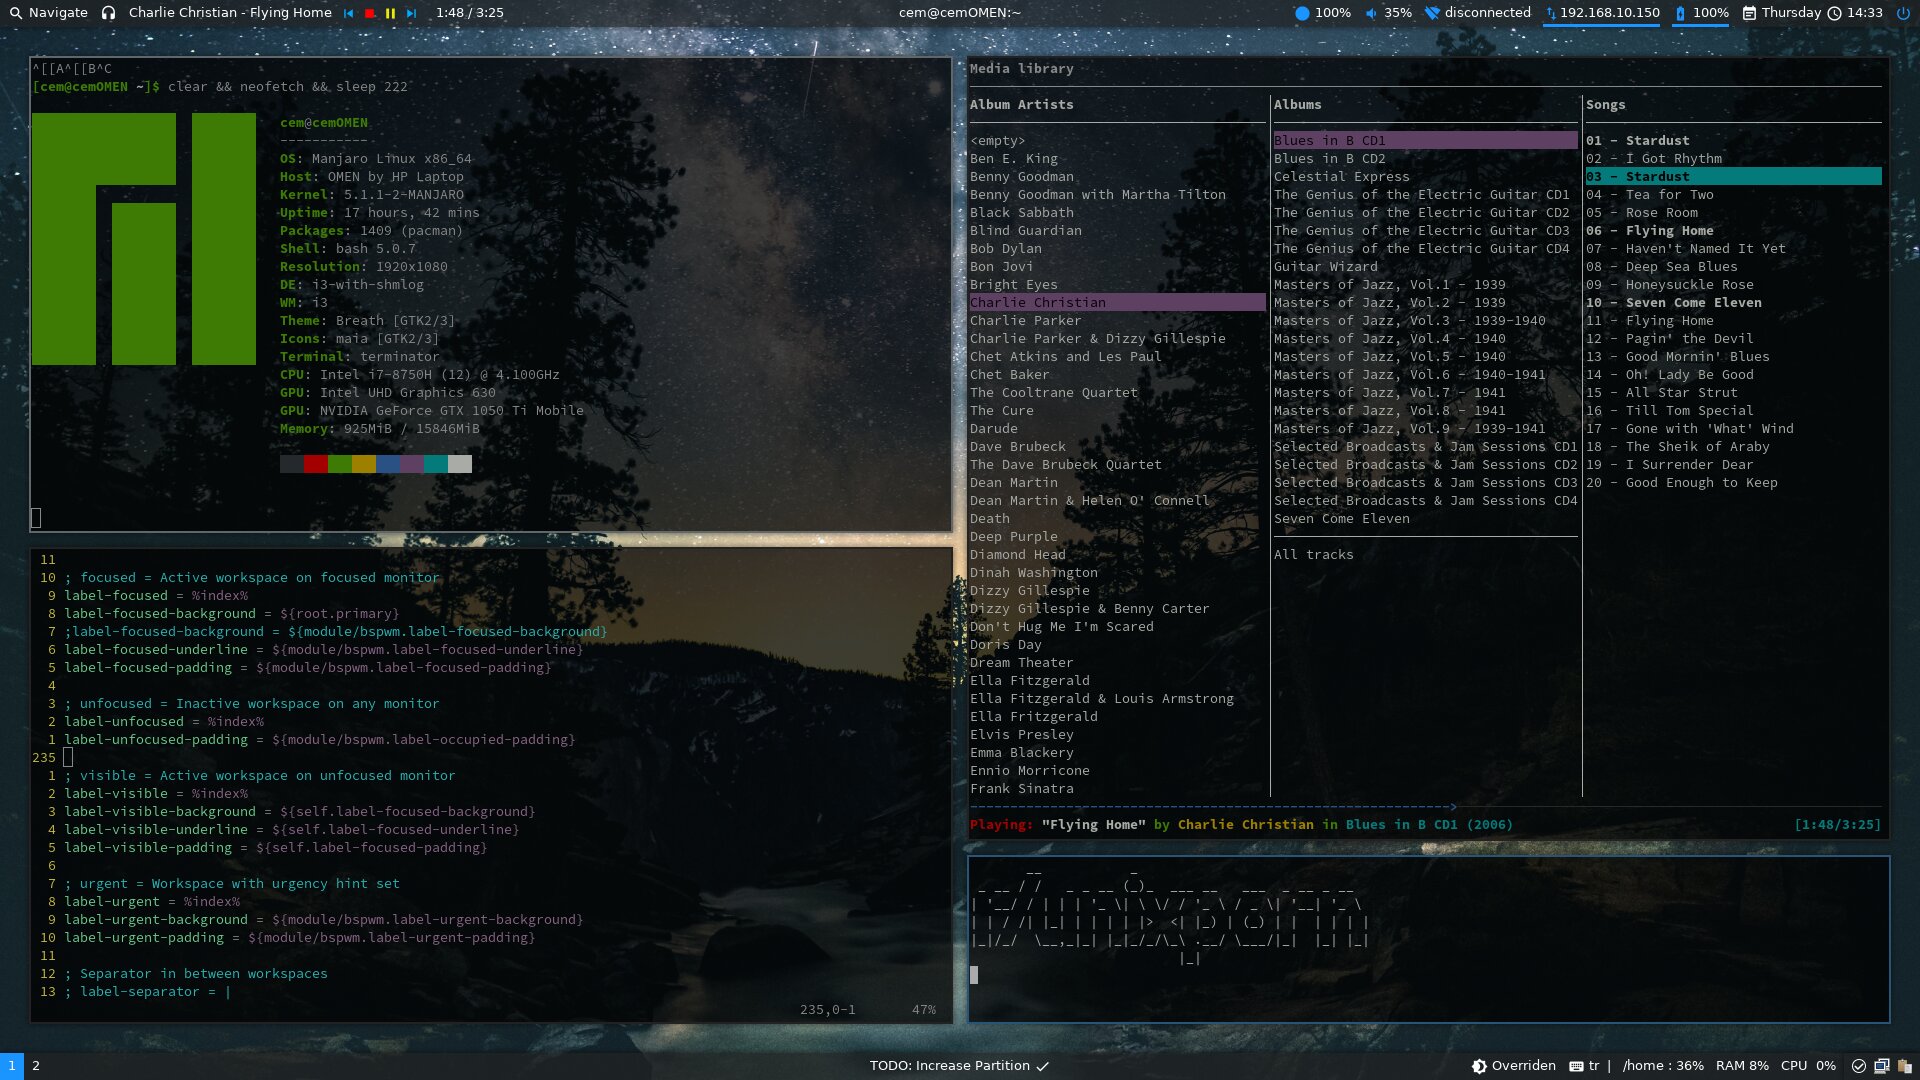 Navigate Charlie Christian - Flying Home 1:48 / 3:25 cem@cemOMEN:~ 100% 35% disconnected 192.168.10.150 100% Thursday 14:33
^[[A^[[B^C
[cem@cemOMEN ~]$ clear && neofetch && sleep 222
cem@cemOMEN
-----------
OS: Manjaro Linux x86_64
Host: OMEN by HP Laptop
Kernel: 5.1.1-2-MANJARO
Uptime: 17 hours, 42 mins
Packages: 1409 (pacman)
Shell: bash 5.0.7
Resolution: 1920x1080
DE: i3-with-shmlog
WM: i3
Theme: Breath [GTK2/3]
Icons: maia [GTK2/3]
Terminal: terminator
CPU: Intel i7-8750H (12) @ 4.100GHz
GPU: Intel UHD Graphics 630
GPU: NVIDIA GeForce GTX 1050 Ti Mobile
Memory: 925MiB / 15846MiB
11
10 ; focused = Active workspace on focused monitor
9 label-focused = %index%
8 label-focused-background = ${root.primary}
7 ;label-focused-background = ${module/bspwm.label-focused-background}
6 label-focused-underline = ${module/bspwm.label-focused-underline}
5 label-focused-padding = ${module/bspwm.label-focused-padding}
4
3 ; unfocused = Inactive workspace on any monitor
2 label-unfocused = %index%
1 label-unfocused-padding = ${module/bspwm.label-occupied-padding}
235
1 ; visible = Active workspace on unfocused monitor
2 label-visible = %index%
3 label-visible-background = ${self.label-focused-background}
4 label-visible-underline = ${self.label-focused-underline}
5 label-visible-padding = ${self.label-focused-padding}
6
7 ; urgent = Workspace with urgency hint set
8 label-urgent = %index%
9 label-urgent-background = ${module/bspwm.label-urgent-background}
10 label-urgent-padding = ${module/bspwm.label-urgent-padding}
11
12 ; Separator in between workspaces
13 ; label-separator = |
235,0-1 47%
Media library
Album Artists
<empty>
Ben E. King
Benny Goodman
Benny Goodman with Martha Tilton
Black Sabbath
Blind Guardian
Bob Dylan
Bon Jovi
Bright Eyes
Charlie Christian
Charlie Parker
Charlie Parker & Dizzy Gillespie
Chet Atkins and Les Paul
Chet Baker
The Cooltrane Quartet
The Cure
Darude
Dave Brubeck
The Dave Brubeck Quartet
Dean Martin
Dean Martin & Helen O' Connell
Death
Deep Purple
Diamond Head
Dinah Washington
Dizzy Gillespie
Dizzy Gillespie & Benny Carter
Don't Hug Me I'm Scared
Doris Day
Dream Theater
Ella Fitzgerald
Ella Fitzgerald & Louis Armstrong
Ella Fritzgerald
Elvis Presley
Emma Blackery
Ennio Morricone
Frank Sinatra
Albums
Blues in B CD1
Blues in B CD2
Celestial Express
The Genius of the Electric Guitar CD1
The Genius of the Electric Guitar CD2
The Genius of the Electric Guitar CD3
The Genius of the Electric Guitar CD4
Guitar Wizard
Masters of Jazz, Vol.1 - 1939
Masters of Jazz, Vol.2 - 1939
Masters of Jazz, Vol.3 - 1939-1940
Masters of Jazz, Vol.4 - 1940
Masters of Jazz, Vol.5 - 1940
Masters of Jazz, Vol.6 - 1940-1941
Masters of Jazz, Vol.7 - 1941
Masters of Jazz, Vol.8 - 1941
Masters of Jazz, Vol.9 - 1939-1941
Selected Broadcasts & Jam Sessions CD1
Selected Broadcasts & Jam Sessions CD2
Selected Broadcasts & Jam Sessions CD3
Selected Broadcasts & Jam Sessions CD4
Seven Come Eleven
All tracks
Songs
01 - Stardust
02 - I Got Rhythm
03 - Stardust
04 - Tea for Two
05 - Rose Room
06 - Flying Home
07 - Haven't Named It Yet
08 - Deep Sea Blues
09 - Honeysuckle Rose
10 - Seven Come Eleven
11 - Flying Home
12 - Pagin' the Devil
13 - Good Mornin' Blues
14 - Oh! Lady Be Good
15 - All Star Strut
16 - Till Tom Special
17 - Gone with 'What' Wind
18 - The Sheik of Araby
19 - I Surrender Dear
20 - Good Enough to Keep
Playing: "Flying Home" by Charlie Christian in Blues in B CD1 (2006) [1:48/3:25]
r/unixporn
1 2 TODO: Increase Partition ✓ Overriden tr | /home : 36% RAM 8% CPU 0%